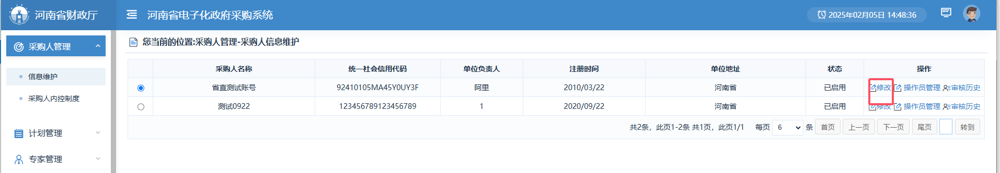 河南省财政厅
河南省电子化政府采购系统
2025年02月05日 14:48:36
采购人管理
信息维护
采购人内控制度
计划管理
专家管理
您当前的位置:采购人管理-采购人信息维护
采购人名称 统一社会信用代码 单位负责人 注册时间 单位地址 状态 操作
省直测试账号 92410105MA45Y0UY3F 阿里 2010/03/22 河南省 已启用 修改 操作员管理 审核历史
测试0922 123456789123456789 1 2020/09/22 河南省 已启用 修改 操作员管理 审核历史
共2条，此页1-2条 共1页，此页1/1 每页 6 条 首页 上一页 下一页 尾页 转到